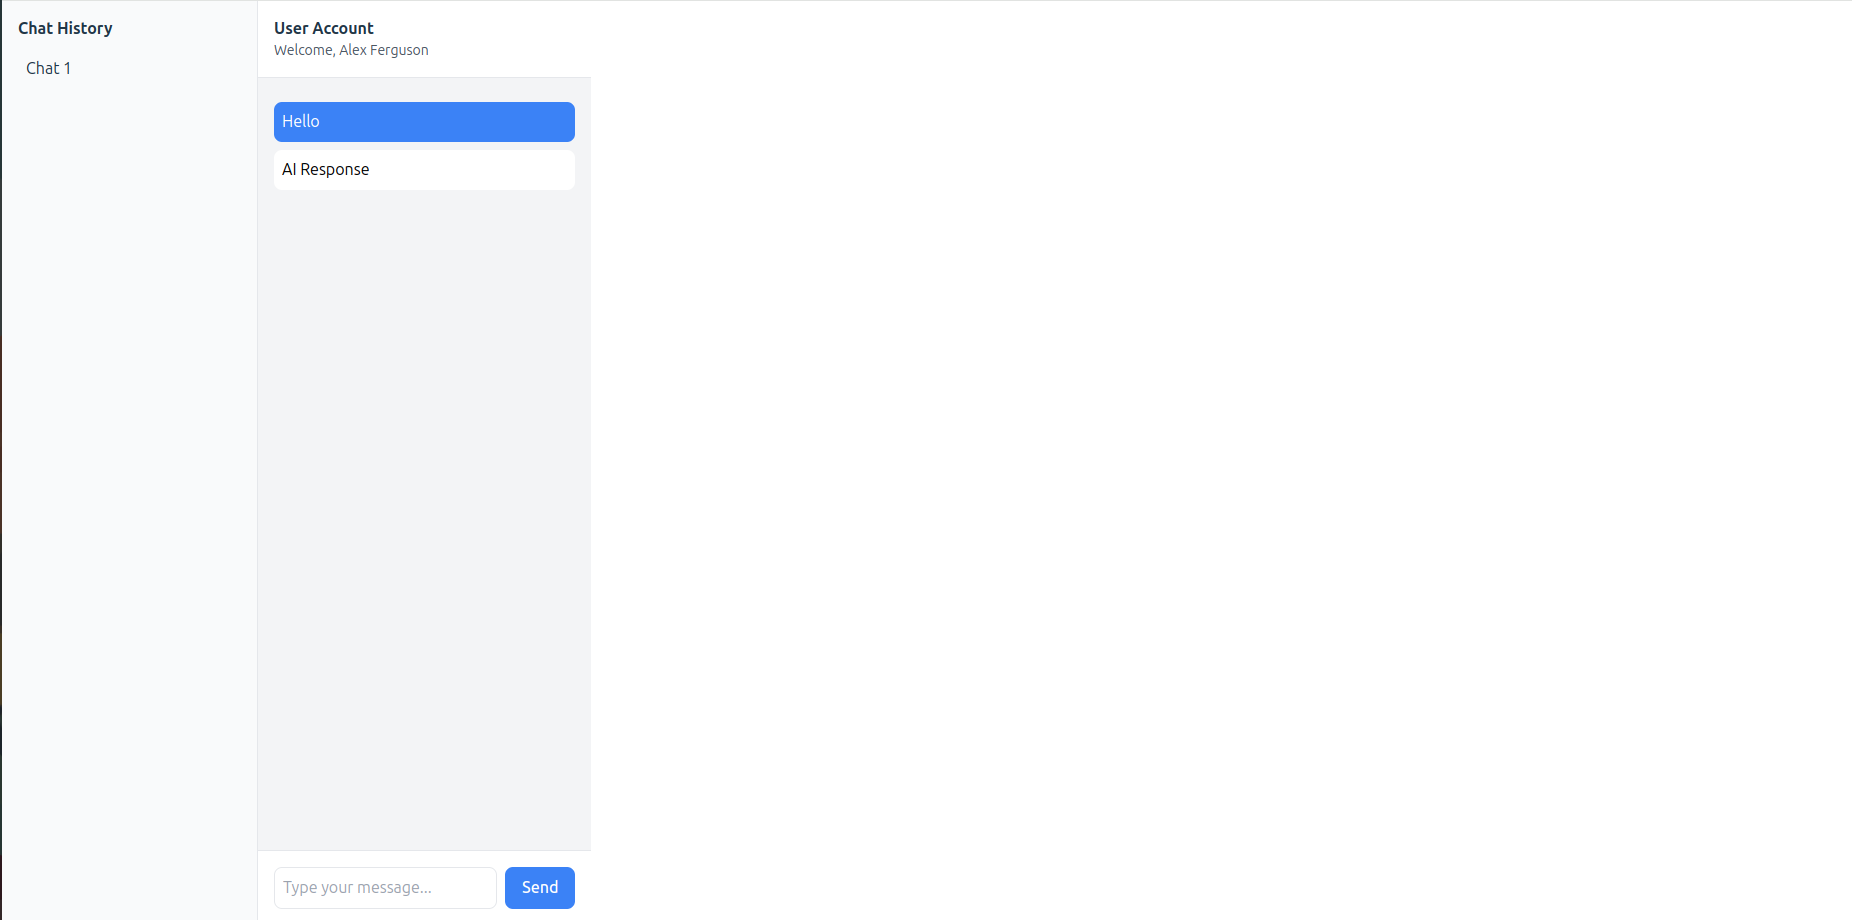 Chat History
Chat 1
User Account
Welcome, Alex Ferguson
Hello
AI Response
Type your message...
Send